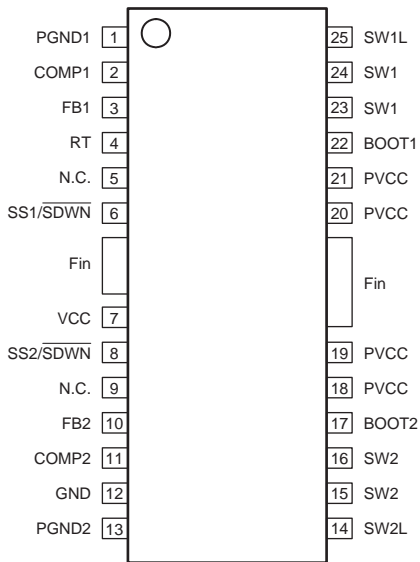 PGND1 1 25 SW1L
COMP1 2 24 SW1
FB1 3 23 SW1
RT 4 22 BOOT1
N.C. 5 21 PVCC
SS1/SDWN 6 20 PVCC
Fin Fin
VCC 7
SS2/SDWN 8 19 PVCC
N.C. 9 18 PVCC
FB2 10 17 BOOT2
COMP2 11 16 SW2
GND 12 15 SW2
PGND2 13 14 SW2L